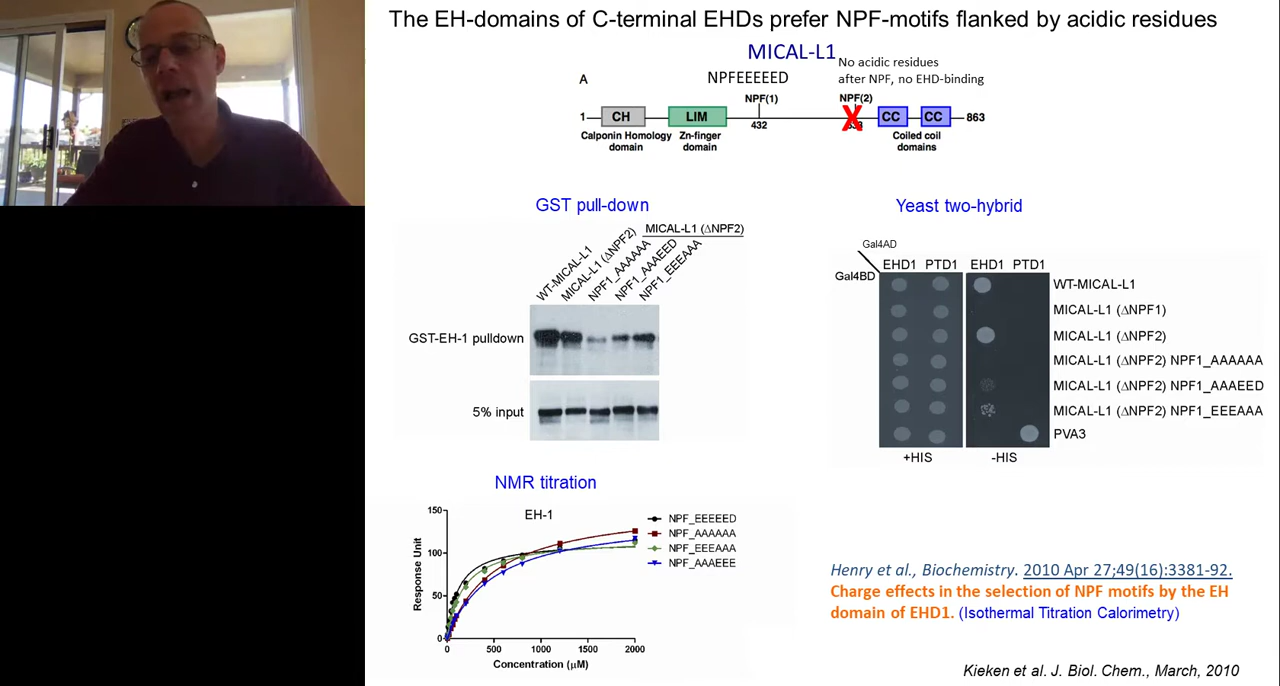 The EH-domains of C-terminal EHDs prefer NPF-motifs flanked by acidic residues
MICAL-L1
No acidic residues
after NPF, no EHD-binding
A
NPFEEEEED
NPF(1)
NPF(2)
1
CH
LIM
CC
CC
863
432
Calponin Homology
domain
Zn-finger
domain
Coiled coil
domains
GST pull-down
MICAL-L1 (ΔNPF2)
WT-MICAL-L1
MICAL-L1 (ΔNPF2)
NPF1_AAAAAA
NPF1_AAAEED
NPF1_EEEAAA
GST-EH-1 pulldown
5% input
Yeast two-hybrid
Gal4AD
Gal4BD
EHD1 PTD1 EHD1 PTD1
WT-MICAL-L1
MICAL-L1 (ΔNPF1)
MICAL-L1 (ΔNPF2)
MICAL-L1 (ΔNPF2) NPF1_AAAAAA
MICAL-L1 (ΔNPF2) NPF1_AAAEED
MICAL-L1 (ΔNPF2) NPF1_EEEAAA
PVA3
+HIS
-HIS
NMR titration
EH-1
Response Unit
150
100
50
0
0 500 1000 1500 2000
Concentration (µM)
NPF_EEEEED
NPF_AAAAAA
NPF_EEEAAA
NPF_AAAEEE
Henry et al., Biochemistry. 2010 Apr 27;49(16):3381-92.
Charge effects in the selection of NPF motifs by the EH
domain of EHD1. (Isothermal Titration Calorimetry)
Kieken et al. J. Biol. Chem., March, 2010